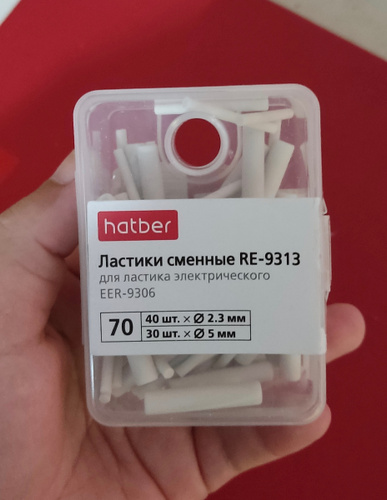 hatber
Ластики сменные RE-9313
для ластика электрического
EER-9306
70
40 шт. × Ø 2.3 мм
30 шт. × Ø 5 мм